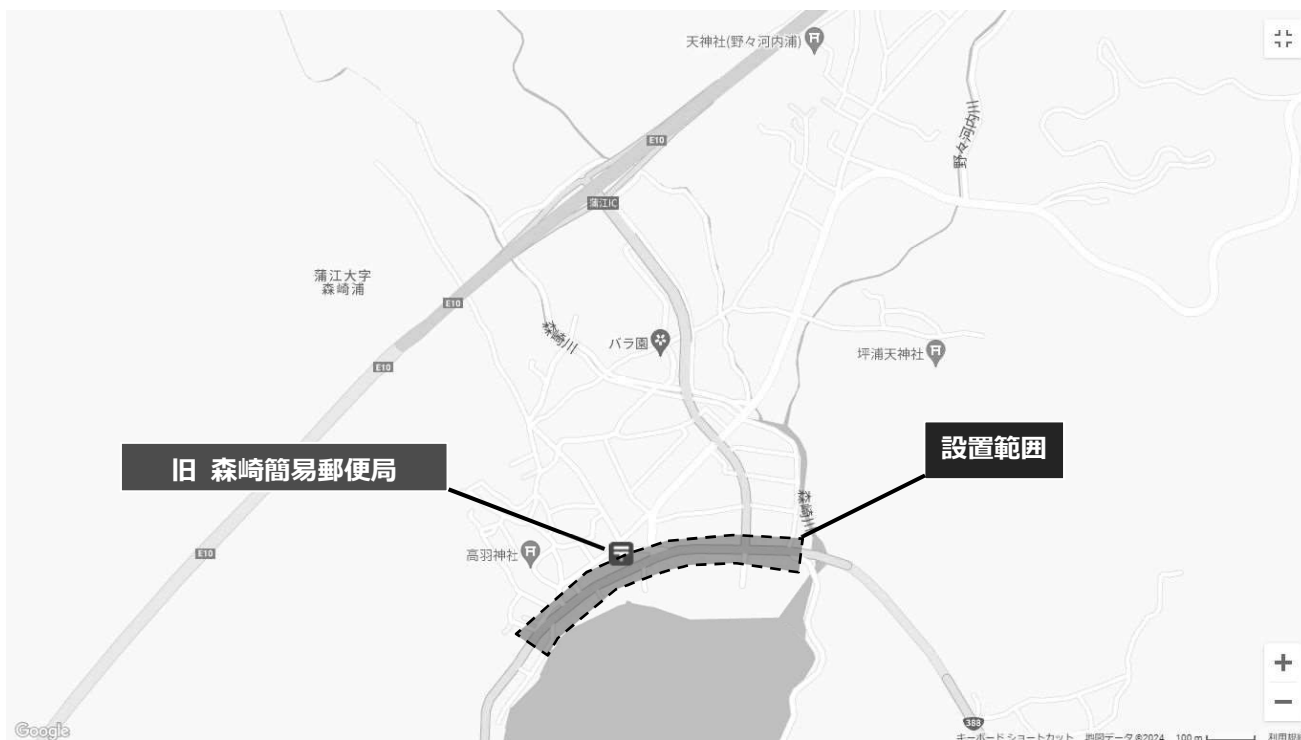 天神社(野々河内浦)
E10
野々河内川
蒲江IC
蒲江大字
森崎浦
E10
森崎川
バラ園
坪浦天神社
E10
設置範囲
旧 森崎簡易郵便局
森崎川
高羽神社
E10
388
Google
キーボード ショートカット 地図データ ©2024 100 m 利用規約